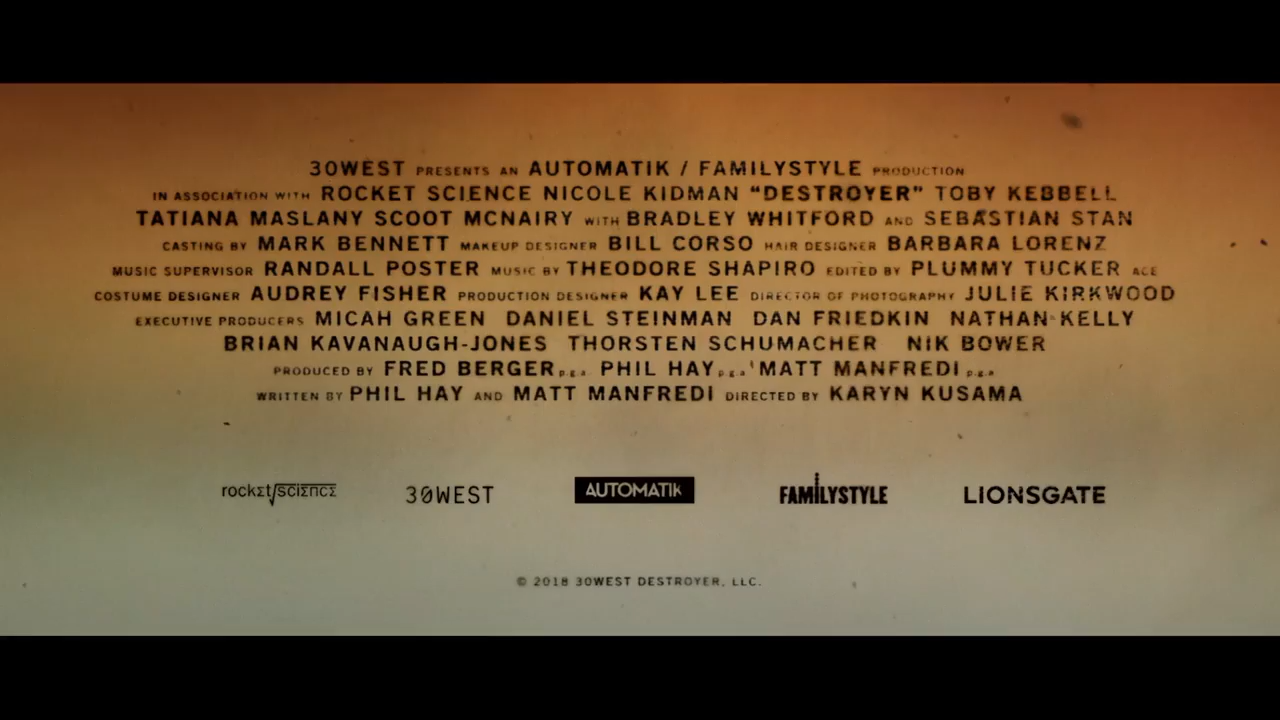 30WEST PRESENTS AN AUTOMATIK / FAMILYSTYLE PRODUCTION
IN ASSOCIATION WITH ROCKET SCIENCE NICOLE KIDMAN "DESTROYER" TOBY KEBBELL
TATIANA MASLANY SCOOT MCNAIRY WITH BRADLEY WHITFORD AND SEBASTIAN STAN
CASTING BY MARK BENNETT MAKEUP DESIGNER BILL CORSO HAIR DESIGNER BARBARA LORENZ
MUSIC SUPERVISOR RANDALL POSTER MUSIC BY THEODORE SHAPIRO EDITED BY PLUMMY TUCKER ACE
COSTUME DESIGNER AUDREY FISHER PRODUCTION DESIGNER KAY LEE DIRECTOR OF PHOTOGRAPHY JULIE KIRKWOOD
EXECUTIVE PRODUCERS MICAH GREEN DANIEL STEINMAN DAN FRIEDKIN NATHAN KELLY
BRIAN KAVANAUGH-JONES THORSTEN SCHUMACHER NIK BOWER
PRODUCED BY FRED BERGER p.g.a. PHIL HAY p.g.a. MATT MANFREDI p.g.a.
WRITTEN BY PHIL HAY AND MATT MANFREDI DIRECTED BY KARYN KUSAMA
rockΣt/sciΣncΣ 30WEST AUTOMATIK FAMILYSTYLE LIONSGATE
© 2018 30WEST DESTROYER, LLC.